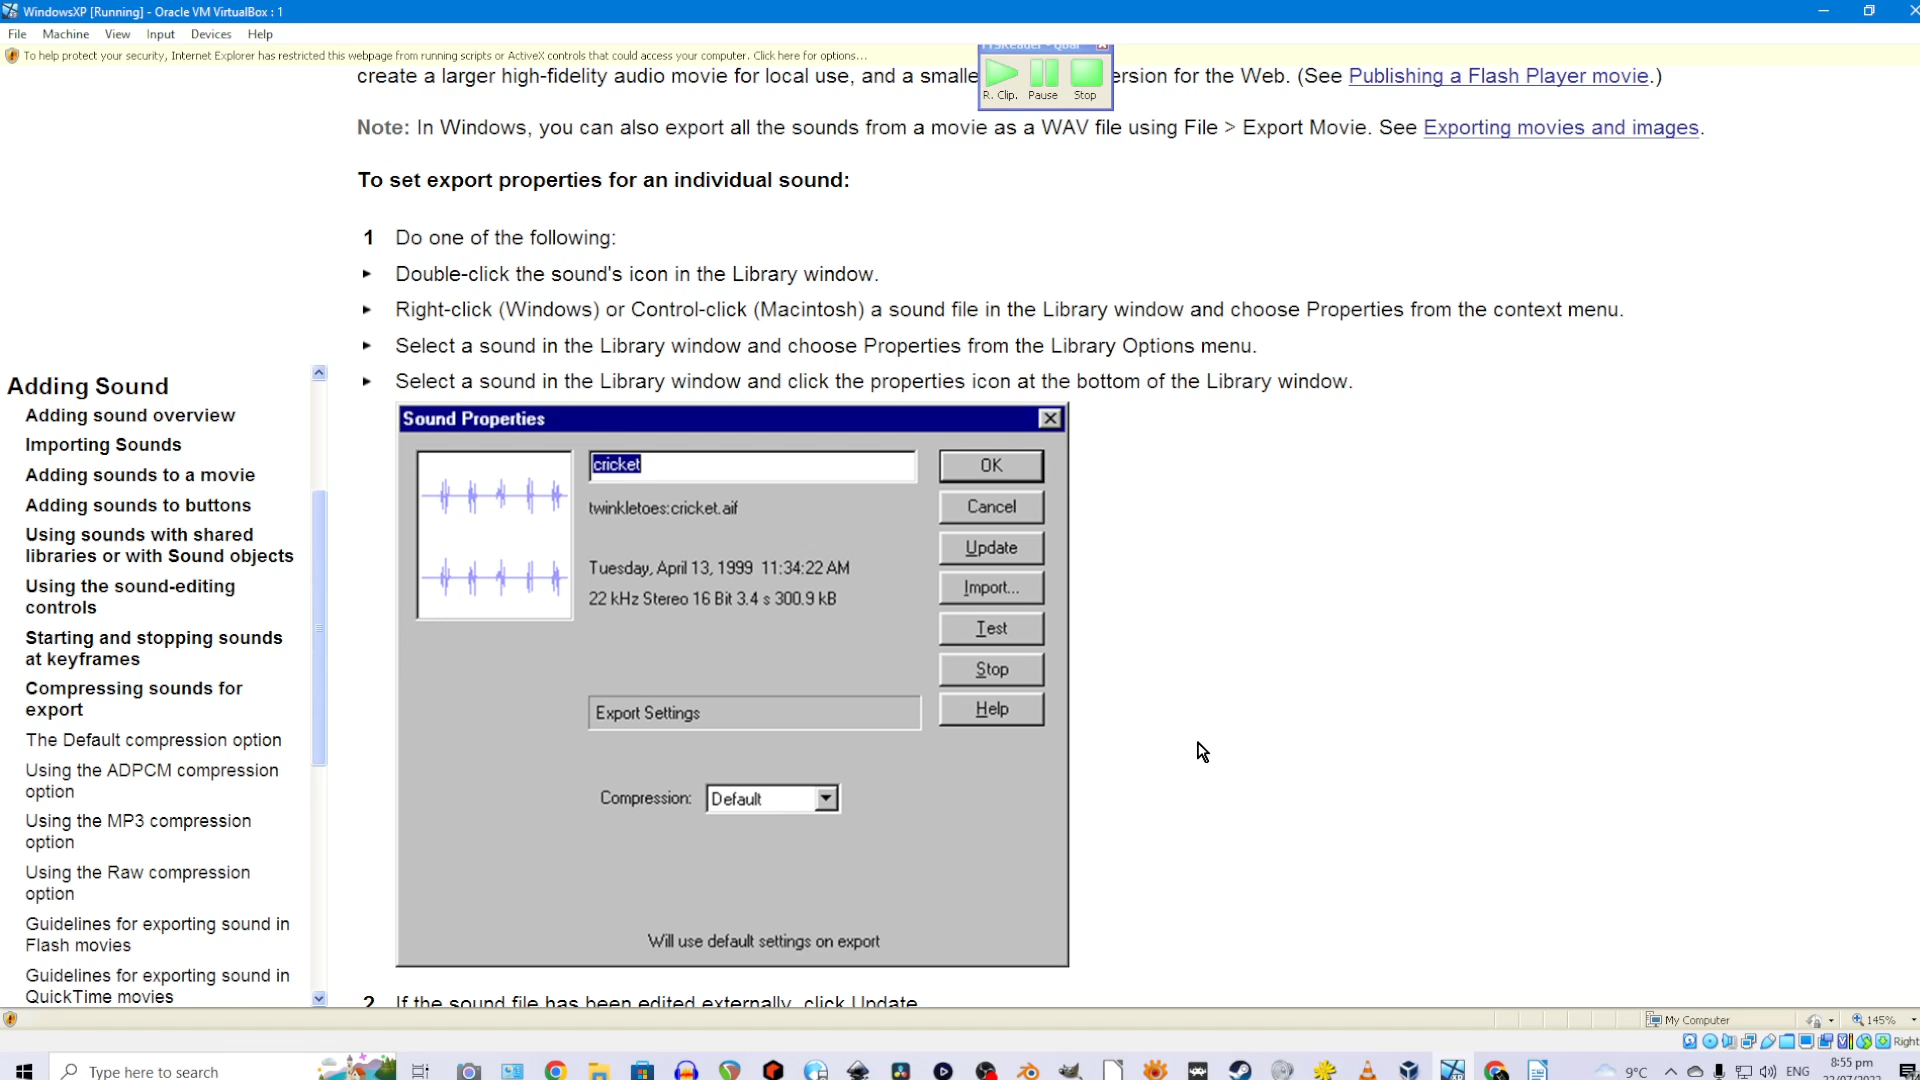 WindowsXP [Running] - Oracle VM VirtualBox : 1
File Machine View Input Devices Help
To help protect your security, Internet Explorer has restricted this webpage from running scripts or ActiveX controls that could access your computer. Click here for options...
R. Clip. Pause Stop
create a larger high-fidelity audio movie for local use, and a smalle ersion for the Web. (See Publishing a Flash Player movie.)
Note: In Windows, you can also export all the sounds from a movie as a WAV file using File > Export Movie. See Exporting movies and images.
To set export properties for an individual sound:
1 Do one of the following:
Double-click the sound's icon in the Library window.
Right-click (Windows) or Control-click (Macintosh) a sound file in the Library window and choose Properties from the context menu.
Select a sound in the Library window and choose Properties from the Library Options menu.
Select a sound in the Library window and click the properties icon at the bottom of the Library window.
Sound Properties
cricket
twinkletoes:cricket.aif
Tuesday, April 13, 1999 11:34:22 AM
22 kHz Stereo 16 Bit 3.4 s 300.9 kB
OK
Cancel
Update
Import...
Test
Stop
Help
Export Settings
Compression: Default
Will use default settings on export
2 If the sound file has been edited externally, click Update.
Adding Sound
Adding sound overview
Importing Sounds
Adding sounds to a movie
Adding sounds to buttons
Using sounds with shared
libraries or with Sound objects
Using the sound-editing
controls
Starting and stopping sounds
at keyframes
Compressing sounds for
export
The Default compression option
Using the ADPCM compression
option
Using the MP3 compression
option
Using the Raw compression
option
Guidelines for exporting sound in
Flash movies
Guidelines for exporting sound in
QuickTime movies
My Computer
145%
Right
Type here to search
9°C
ENG
8:55 pm